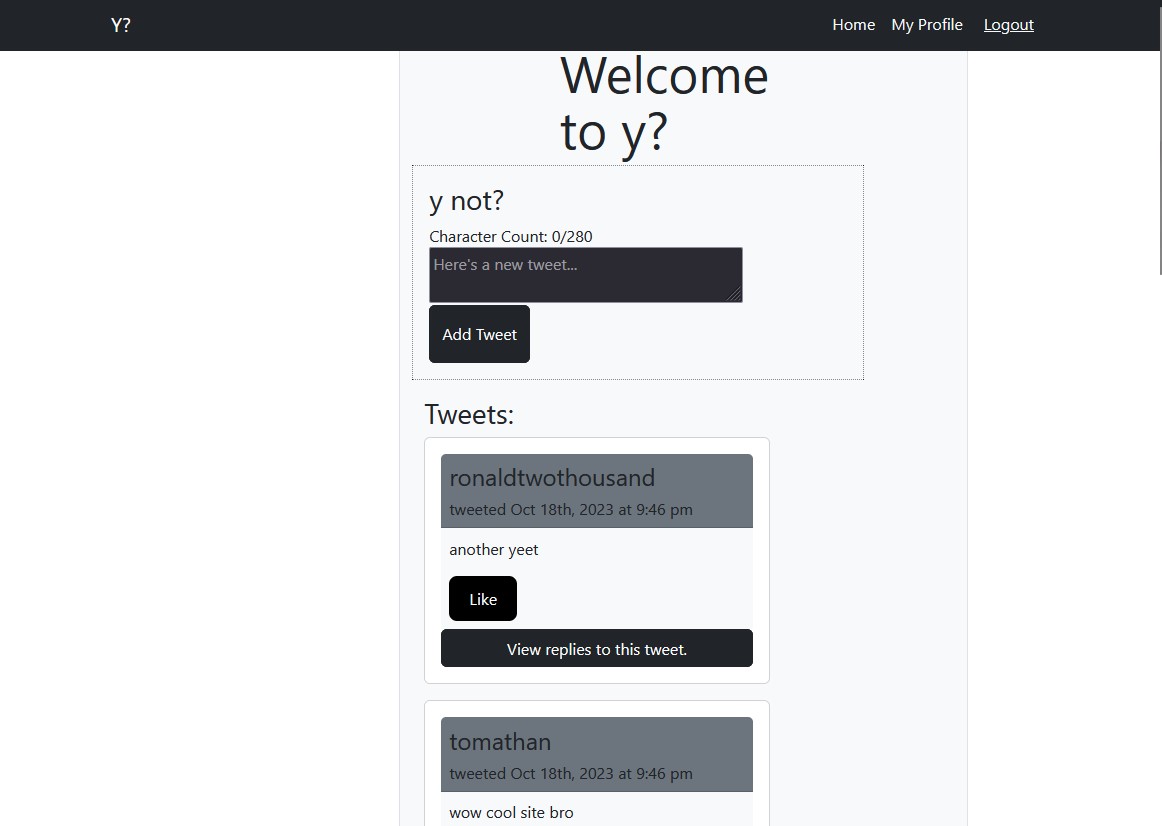 Y?
Home My Profile Logout
Welcome
to y?
y not?
Character Count: 0/280
Here's a new tweet...
Add Tweet
Tweets:
ronaldtwothousand
tweeted Oct 18th, 2023 at 9:46 pm
another yeet
Like
View replies to this tweet.
tomathan
tweeted Oct 18th, 2023 at 9:46 pm
wow cool site bro